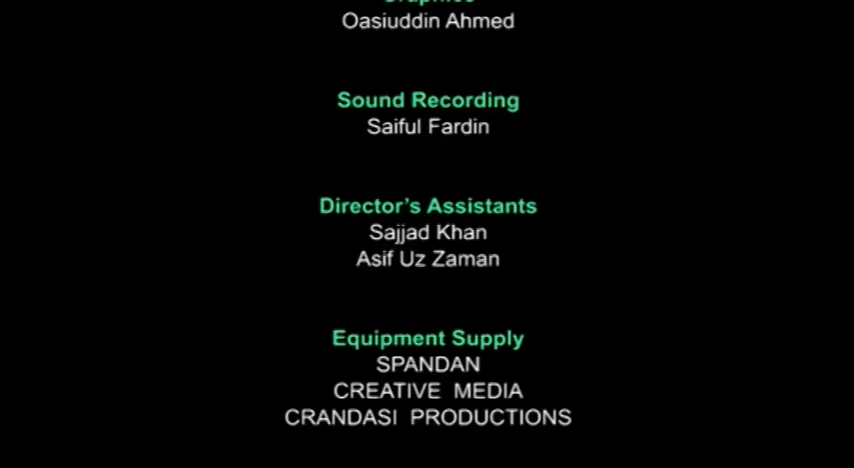 Graphics
Oasiuddin Ahmed
Sound Recording
Saiful Fardin
Director's Assistants
Sajjad Khan
Asif Uz Zaman
Equipment Supply
SPANDAN
CREATIVE MEDIA
CRANDASI PRODUCTIONS